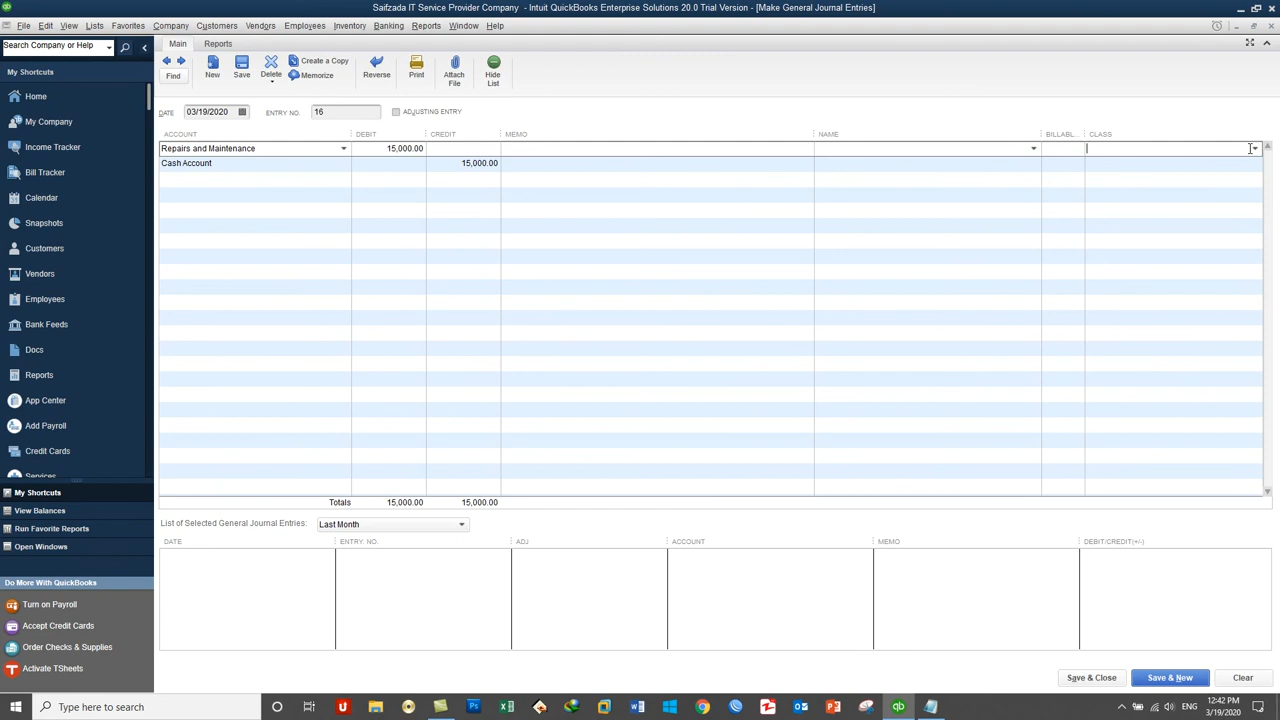 Saifzada IT Service Provider Company - Intuit QuickBooks Enterprise Solutions 20.0 Trial Version - [Make General Journal Entries]
File Edit View Lists Favorites Company Customers Vendors Employees Inventory Banking Reports Window Help
Search Company or Help
My Shortcuts
Home
My Company
Income Tracker
Bill Tracker
Calendar
Snapshots
Customers
Vendors
Employees
Bank Feeds
Docs
Reports
App Center
Add Payroll
Credit Cards
Services
My Shortcuts
View Balances
Run Favorite Reports
Open Windows
Do More With QuickBooks
Turn on Payroll
Accept Credit Cards
Order Checks & Supplies
Activate TSheets
Main Reports
Find
New
Save
Delete
Create a Copy
Memorize
Reverse
Print
Attach File
Hide List
DATE 03/19/2020 ENTRY NO. 16 ADJUSTING ENTRY
ACCOUNT DEBIT CREDIT MEMO NAME BILLABL... CLASS
Repairs and Maintenance 15,000.00
Cash Account 15,000.00
Totals 15,000.00 15,000.00
List of Selected General Journal Entries: Last Month
DATE ENTRY. NO. ADJ ACCOUNT MEMO DEBIT/CREDIT(+/-)
Save & Close Save & New Clear
Type here to search
12:42 PM
3/19/2020